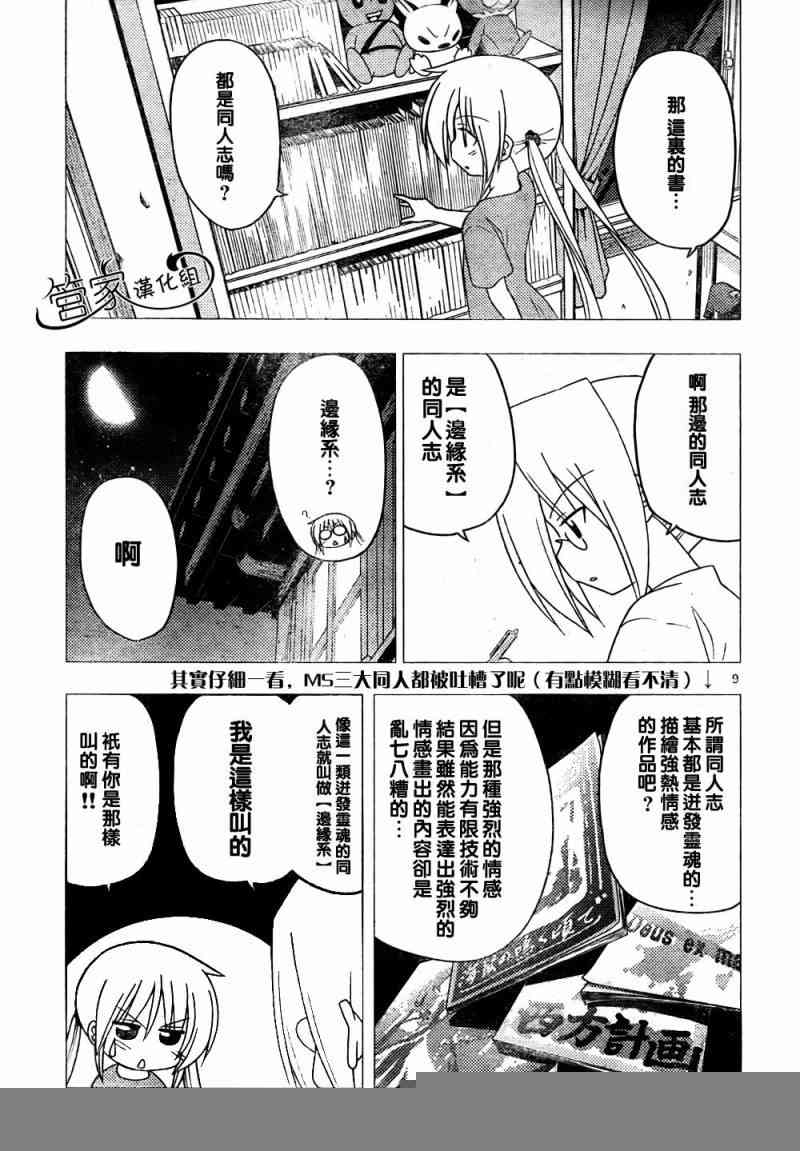 那 這裏的書…
都是同人志嗎？
管家漢化組
啊 那邊的同人志
是【邊緣系】
的同人志
邊緣系…？
?
啊
其實仔細一看，MS三大同人都被吐槽了呢（有點模糊看不清）↓
9
所謂同人志
基本都是迸發靈魂的…
描繪強熱情感
的作品吧？
但是那種強烈的情感
因為能力有限技術不夠
結果雖然能表達出強烈的
情感畫出的內容卻是
亂七八糟的…
Deus ex ma
四方計画
像這一類迸發靈魂的同
人志就叫做【邊緣系】
我是這樣叫的
衹有你是那樣
叫的啊!!